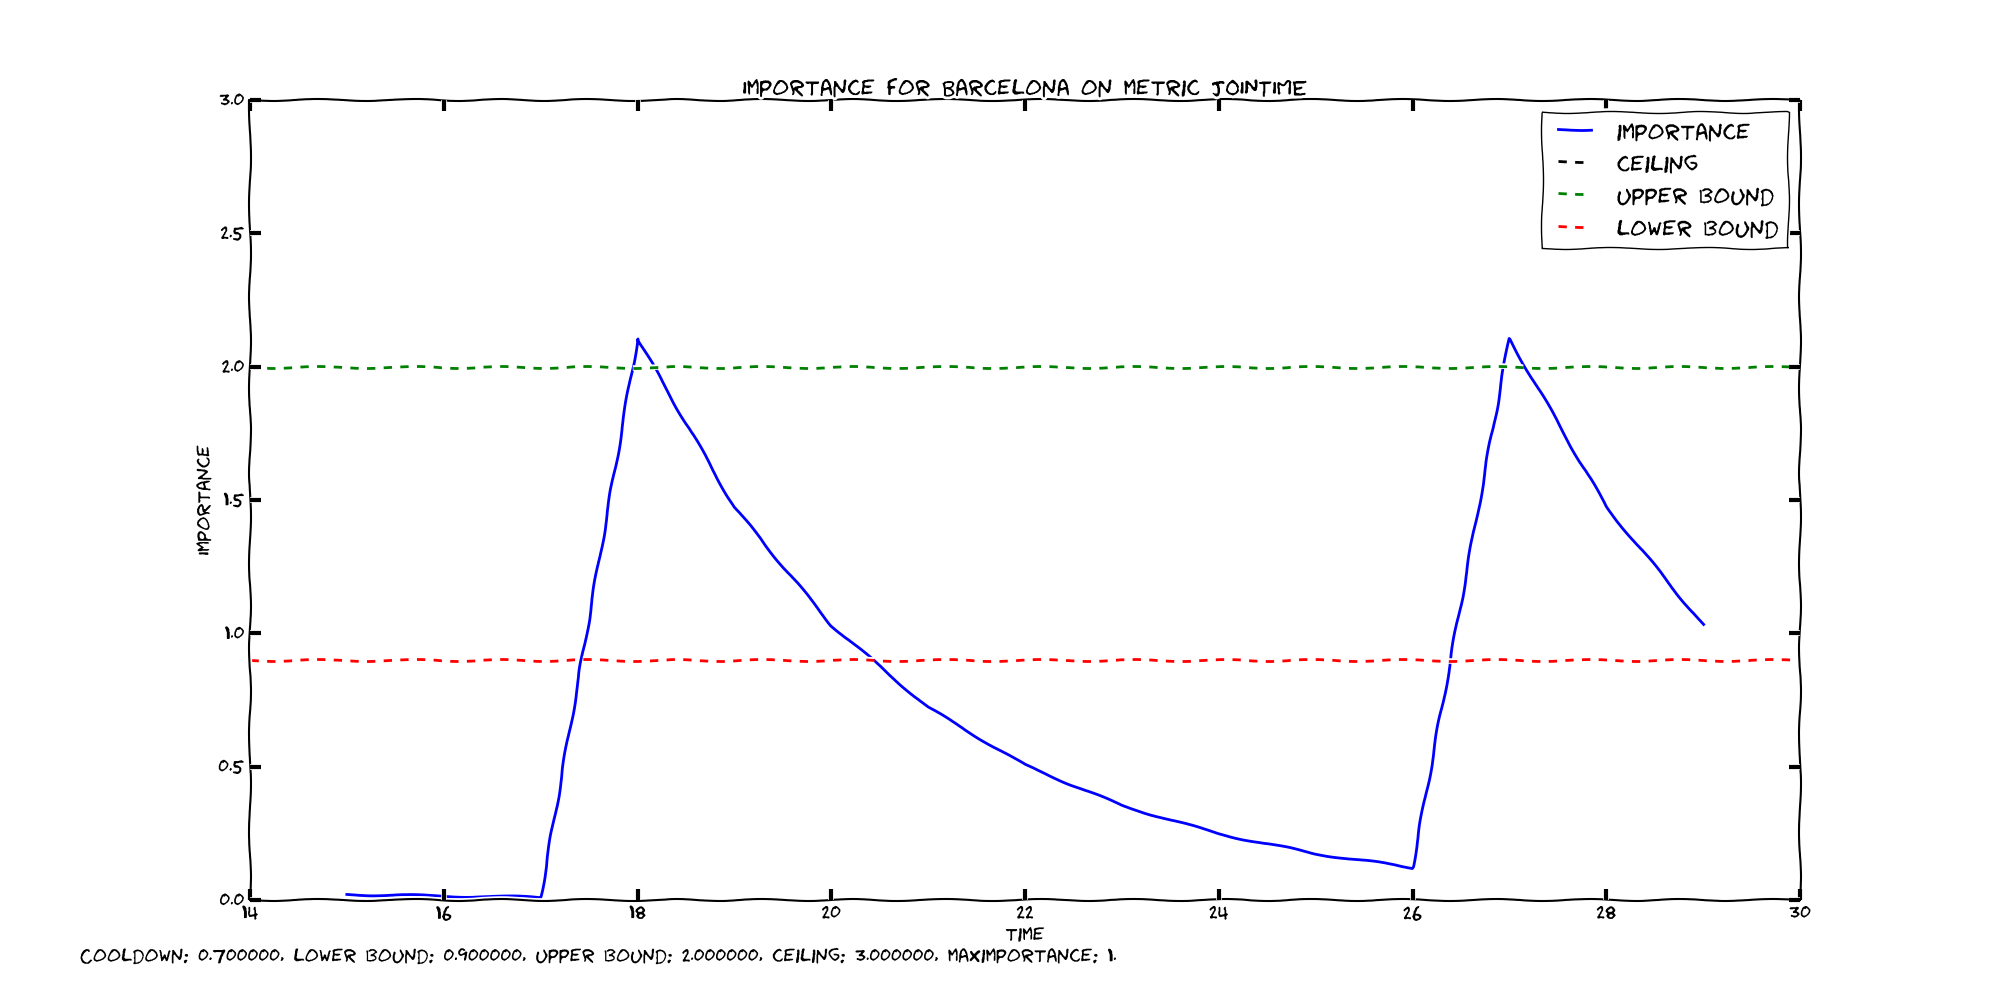 IMPORTANCE FOR BARCELONA ON METRIC JOINTIME
3.0
2.5
2.0
1.5
1.0
0.5
0.0
IMPORTANCE
IMPORTANCE
CEILING
UPPER BOUND
LOWER BOUND
14 16 18 20 22 24 26 28 30
TIME
COOLDOWN: 0.700000, LOWER BOUND: 0.900000, UPPER BOUND: 2.000000, CEILING: 3.000000, MAXIMPORTANCE: 1.